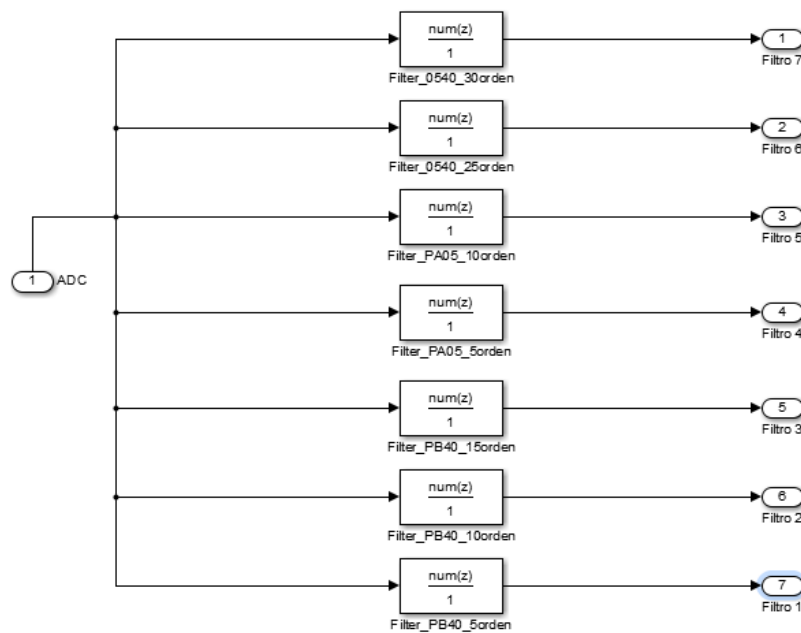 num(z)
1
Filter_0540_30orden
1
Filtro 7
num(z)
1
Filter_0540_25orden
2
Filtro 6
num(z)
1
Filter_PA05_10orden
3
Filtro 5
1
ADC
num(z)
1
Filter_PA05_5orden
4
Filtro 4
num(z)
1
Filter_PB40_15orden
5
Filtro 3
num(z)
1
Filter_PB40_10orden
6
Filtro 2
num(z)
1
Filter_PB40_5orden
7
Filtro 1